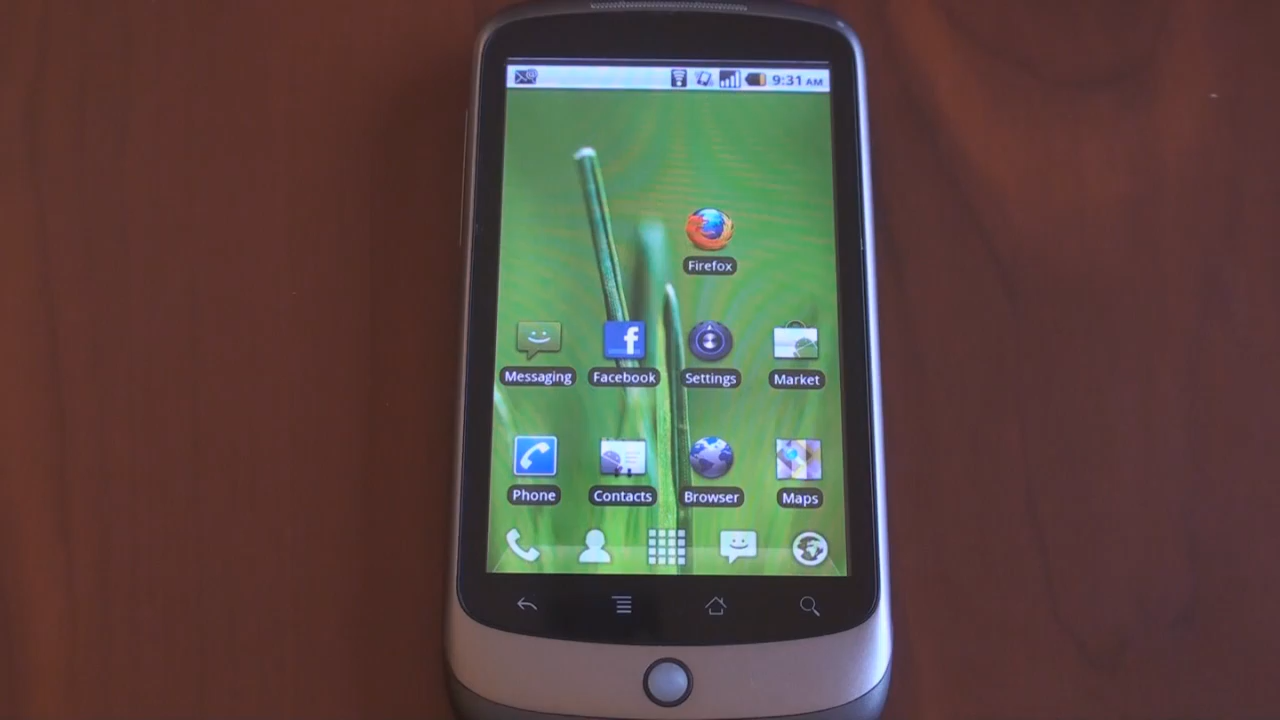 9:31 AM
Firefox
Messaging Facebook Settings Market
Phone Contacts Browser Maps